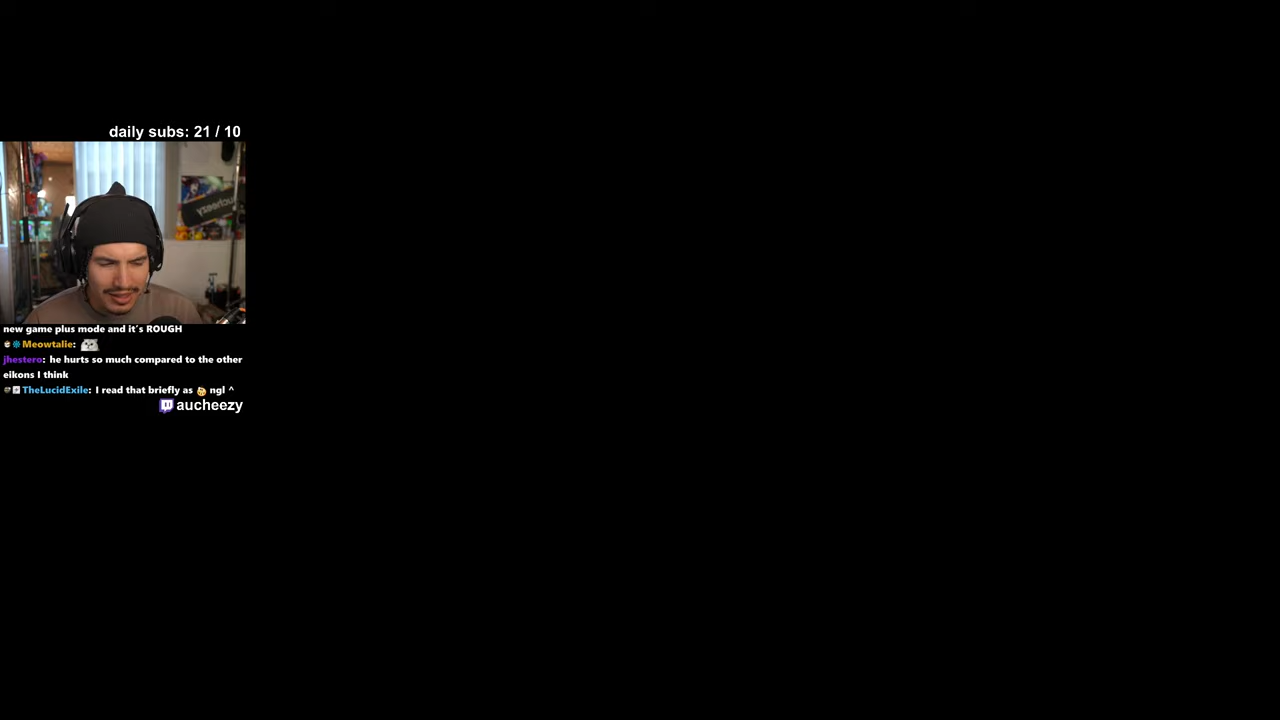 daily subs: 21 / 10
aucheezy
new game plus mode and it's ROUGH
Meowtalie:
jhestero: he hurts so much compared to the other
eikons I think
TheLucidExile: I read that briefly as ngl ^
aucheezy